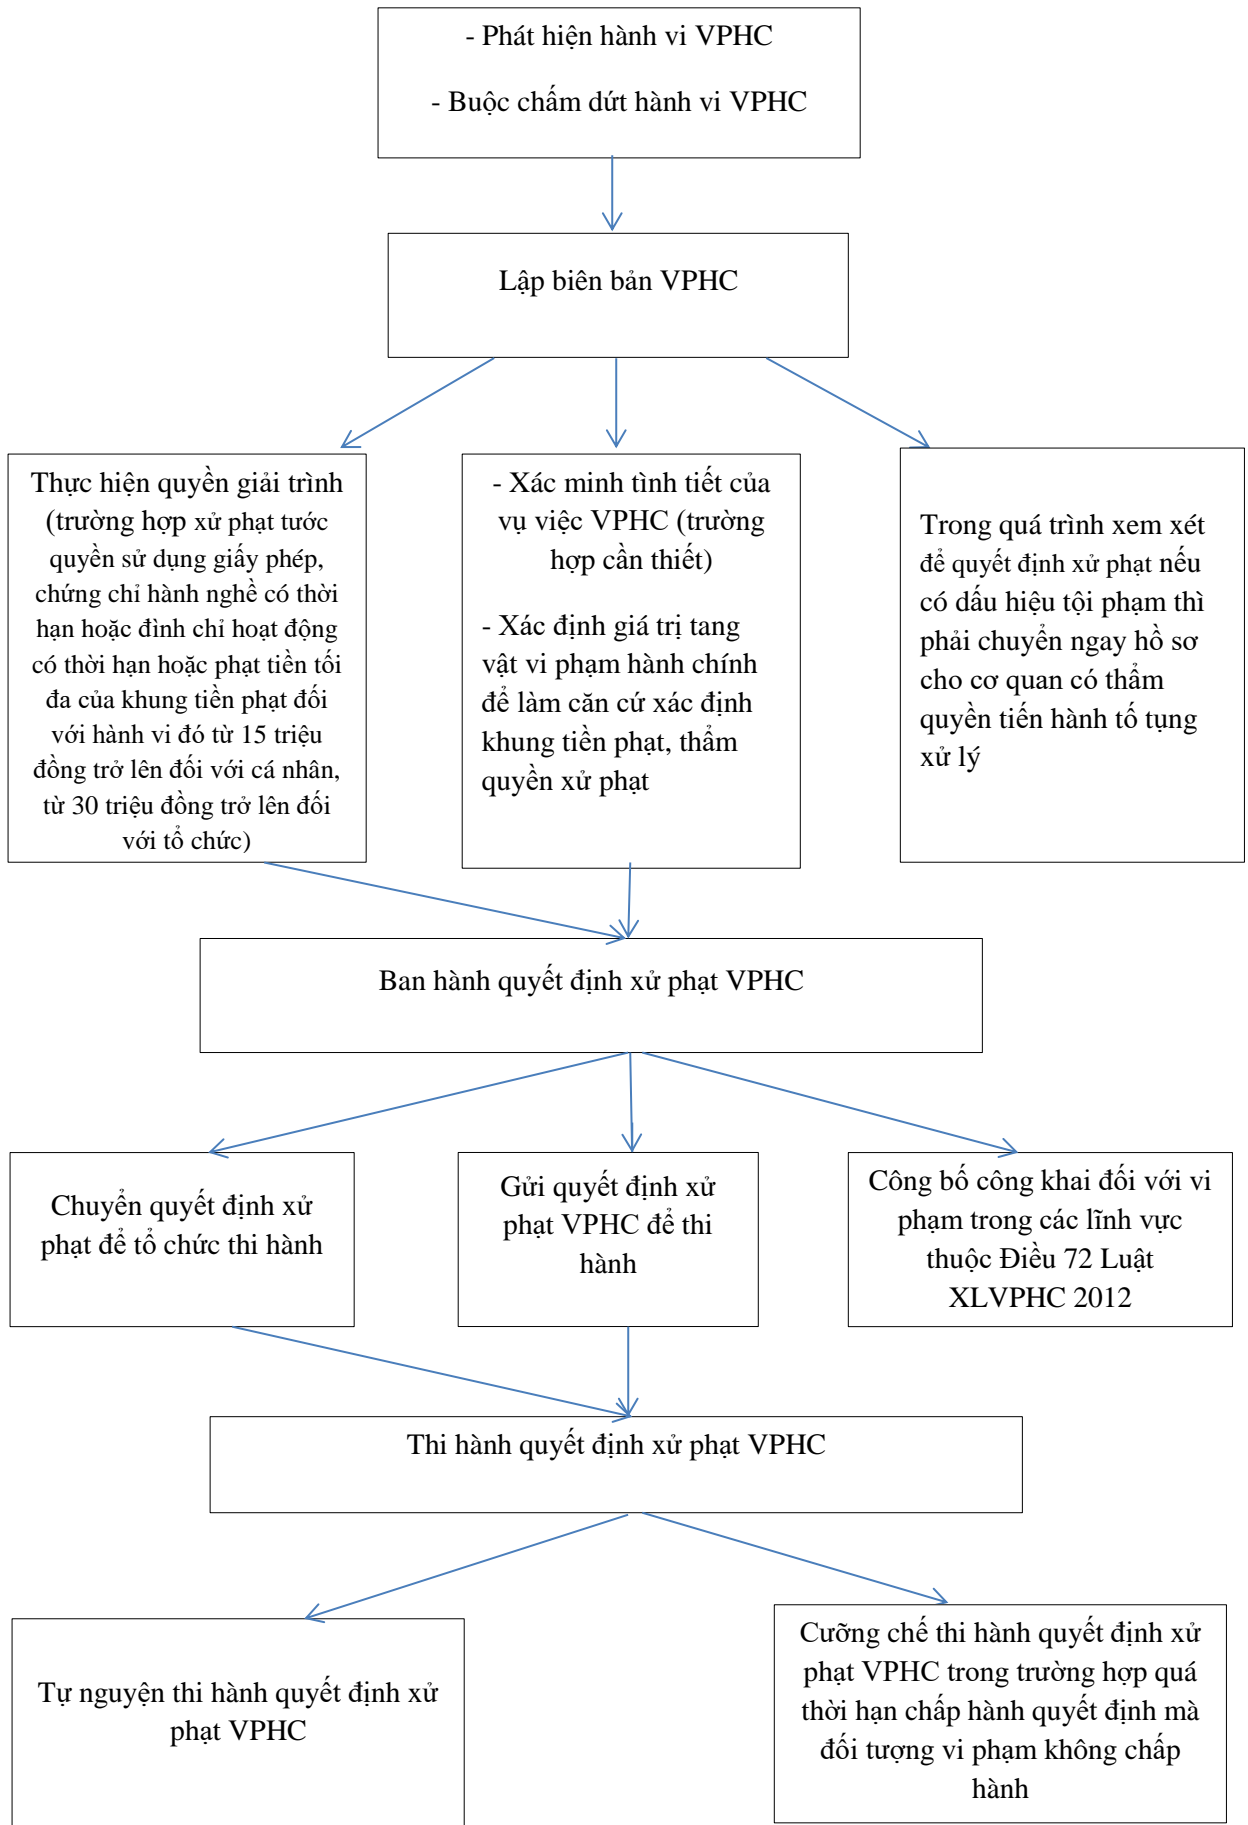 - Phát hiện hành vi VPHC
- Buộc chấm dứt hành vi VPHC
Lập biên bản VPHC
Thực hiện quyền giải trình
(trường hợp xử phạt tước
quyền sử dụng giấy phép,
chứng chỉ hành nghề có thời
hạn hoặc đình chỉ hoạt động
có thời hạn hoặc phạt tiền tối
đa của khung tiền phạt đối
với hành vi đó từ 15 triệu
đồng trở lên đối với cá nhân,
từ 30 triệu đồng trở lên đối
với tổ chức)
- Xác minh tình tiết của
vụ việc VPHC (trường
hợp cần thiết)
- Xác định giá trị tang
vật vi phạm hành chính
để làm căn cứ xác định
khung tiền phạt, thẩm
quyền xử phạt
Trong quá trình xem xét
để quyết định xử phạt nếu
có dấu hiệu tội phạm thì
phải chuyển ngay hồ sơ
cho cơ quan có thẩm
quyền tiến hành tố tụng
xử lý
Ban hành quyết định xử phạt VPHC
Chuyển quyết định xử
phạt để tổ chức thi hành
Gửi quyết định xử
phạt VPHC để thi
hành
Công bố công khai đối với vi
phạm trong các lĩnh vực
thuộc Điều 72 Luật
XLVPHC 2012
Thi hành quyết định xử phạt VPHC
Tự nguyện thi hành quyết định xử
phạt VPHC
Cưỡng chế thi hành quyết định xử
phạt VPHC trong trường hợp quá
thời hạn chấp hành quyết định mà
đối tượng vi phạm không chấp
hành